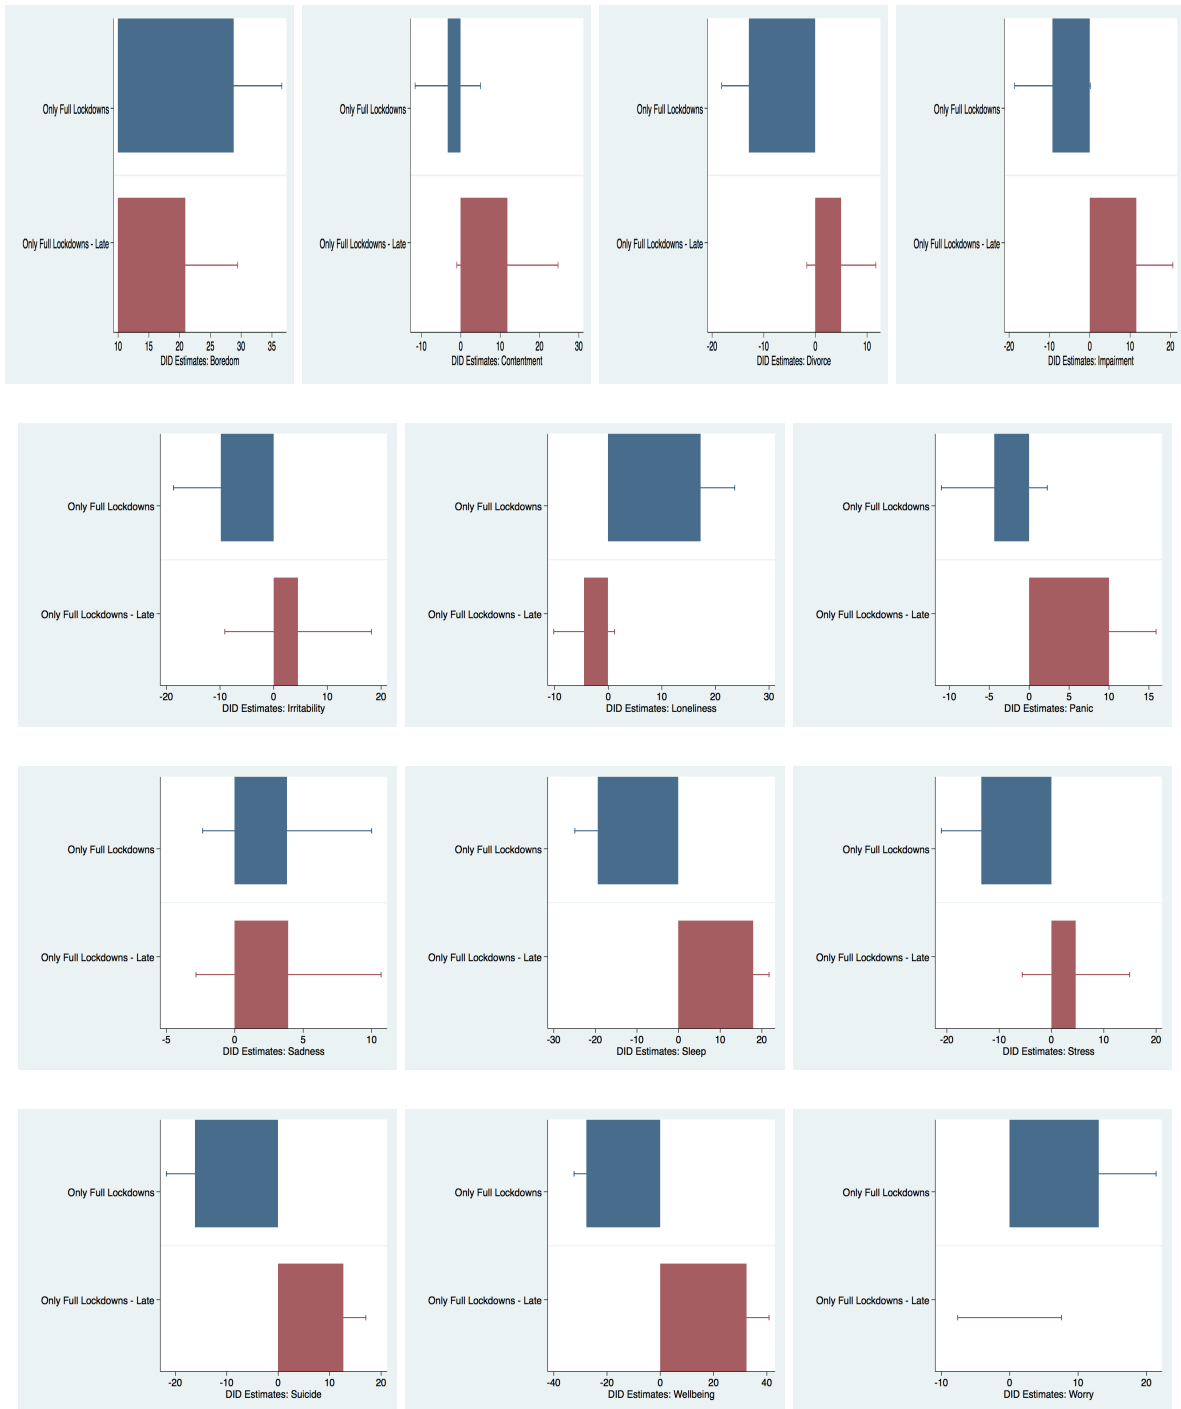 Only Full Lockdowns
Only Full Lockdowns - Late
10 15 20 25 30 35
DID Estimates: Boredom
Only Full Lockdowns
Only Full Lockdowns - Late
-10 0 10 20 30
DID Estimates: Contentment
Only Full Lockdowns
Only Full Lockdowns - Late
-20 -10 0 10
DID Estimates: Divorce
Only Full Lockdowns
Only Full Lockdowns - Late
-20 -10 0 10 20
DID Estimates: Impairment
Only Full Lockdowns
Only Full Lockdowns - Late
-20 -10 0 10 20
DID Estimates: Irritability
Only Full Lockdowns
Only Full Lockdowns - Late
-10 0 10 20 30
DID Estimates: Loneliness
Only Full Lockdowns
Only Full Lockdowns - Late
-10 -5 0 5 10 15
DID Estimates: Panic
Only Full Lockdowns
Only Full Lockdowns - Late
-5 0 5 10
DID Estimates: Sadness
Only Full Lockdowns
Only Full Lockdowns - Late
-30 -20 -10 0 10 20
DID Estimates: Sleep
Only Full Lockdowns
Only Full Lockdowns - Late
-20 -10 0 10 20
DID Estimates: Stress
Only Full Lockdowns
Only Full Lockdowns - Late
-20 -10 0 10 20
DID Estimates: Suicide
Only Full Lockdowns
Only Full Lockdowns - Late
-40 -20 0 20 40
DID Estimates: Wellbeing
Only Full Lockdowns
Only Full Lockdowns - Late
-10 0 10 20
DID Estimates: Worry